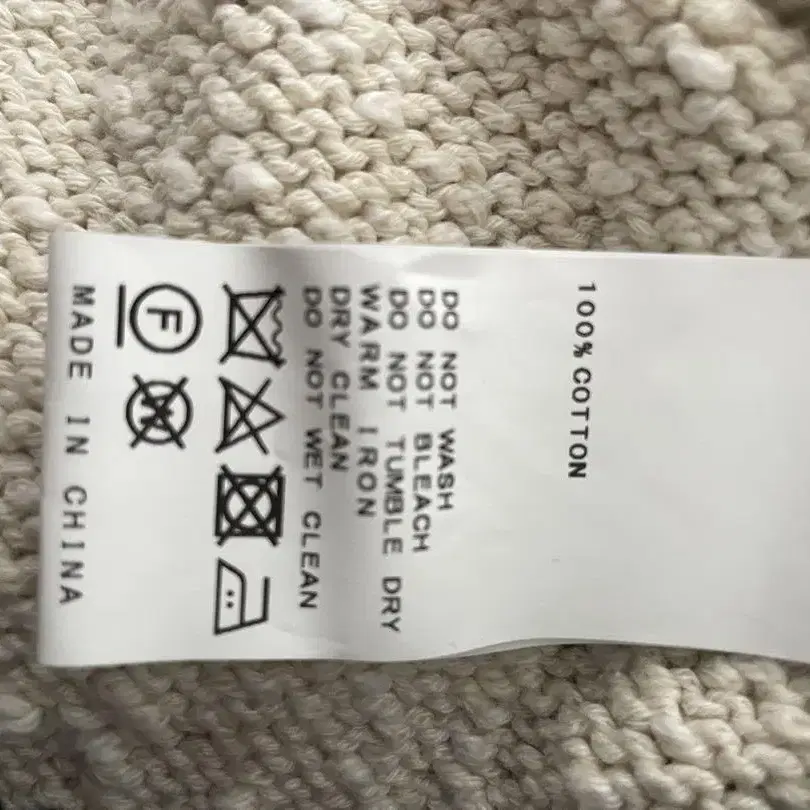 100% COTTON
DO NOT WASH
DO NOT BLEACH
DO NOT TUMBLE DRY
WARM IRON
DRY CLEAN
DO NOT WET CLEAN
F
W
MADE IN CHINA